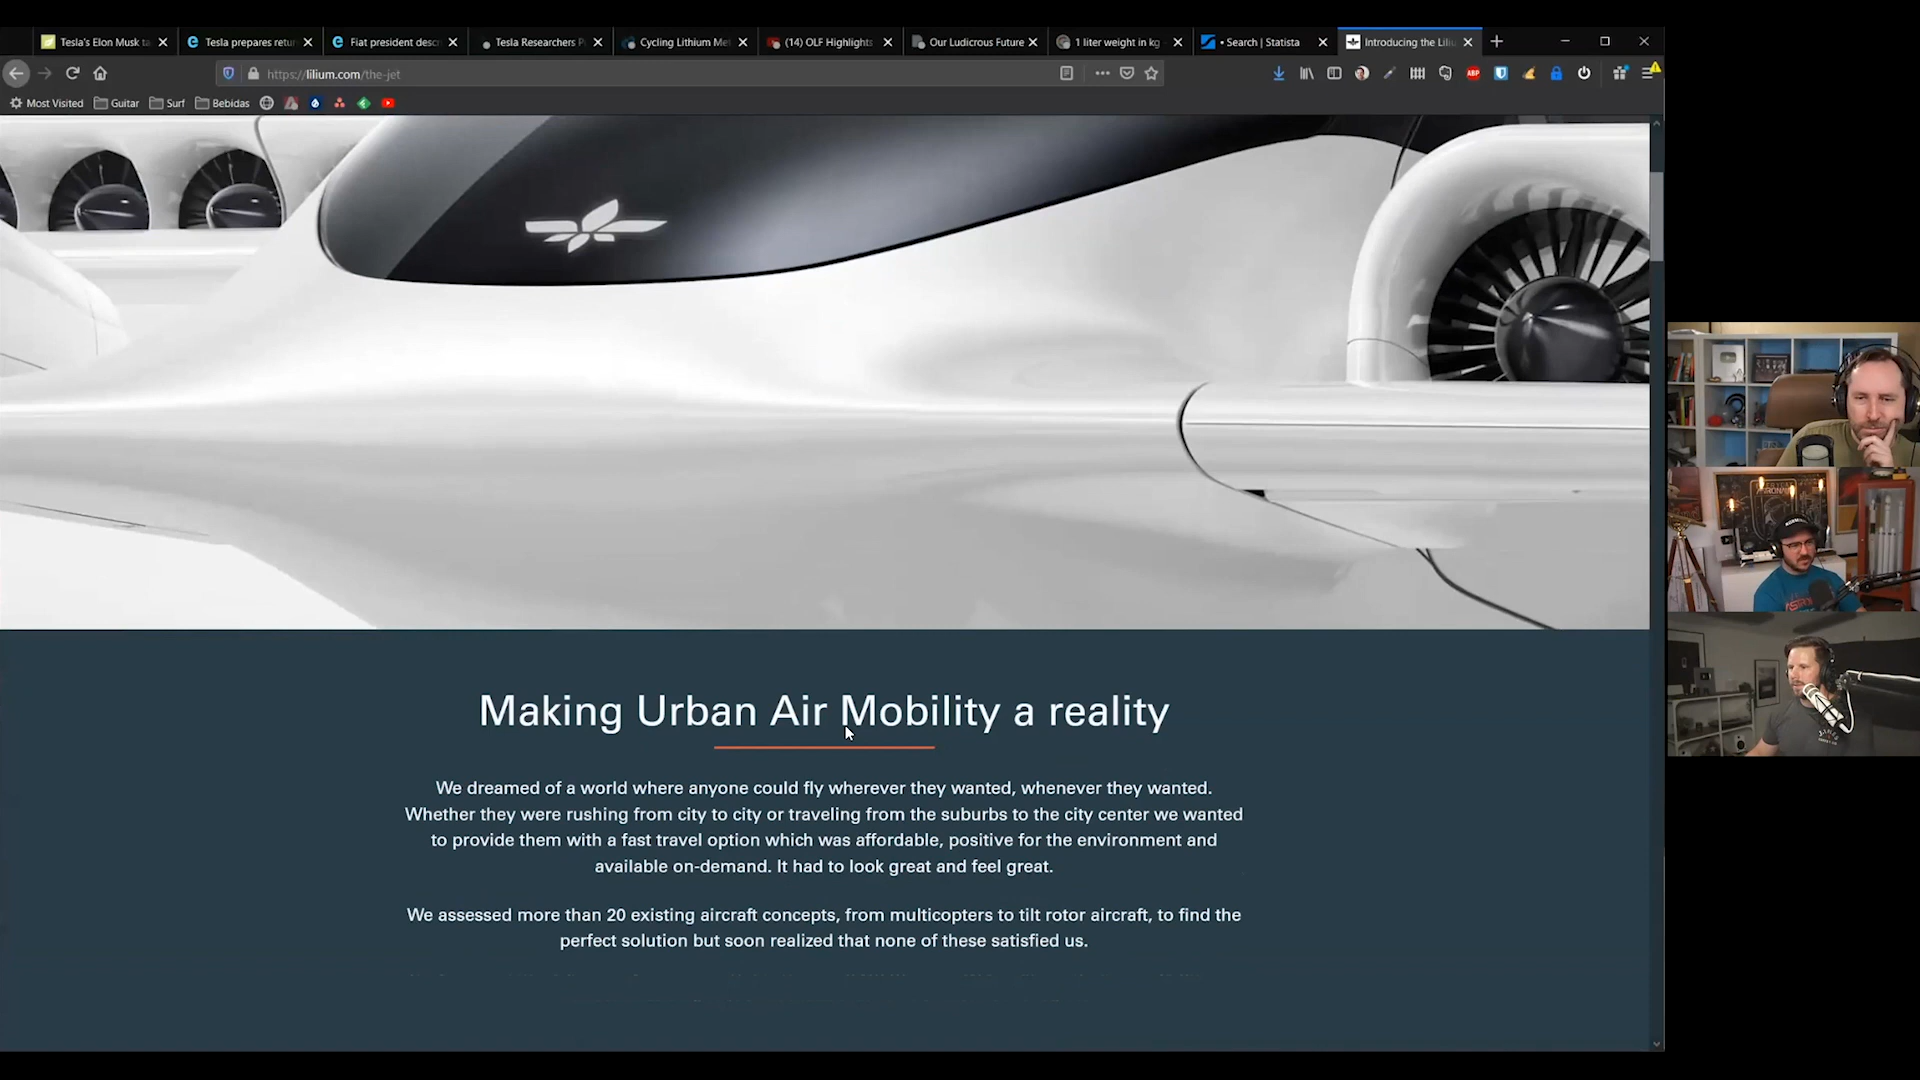 Tesla's Elon Musk ta
Tesla prepares retur
Fiat president descr
Tesla Researchers P
Cycling Lithium Met
(14) OLF Highlights
Our Ludicrous Future
1 liter weight in kg -
• Search | Statista
Introducing the Liliu
https://lilium.com/the-jet
ABP
Most Visited
Guitar
Surf
Bebidas
Making Urban Air Mobility a reality
We dreamed of a world where anyone could fly wherever they wanted, whenever they wanted.
Whether they were rushing from city to city or traveling from the suburbs to the city center we wanted
to provide them with a fast travel option which was affordable, positive for the environment and
available on-demand. It had to look great and feel great.
We assessed more than 20 existing aircraft concepts, from multicopters to tilt rotor aircraft, to find the
perfect solution but soon realized that none of these satisfied us.